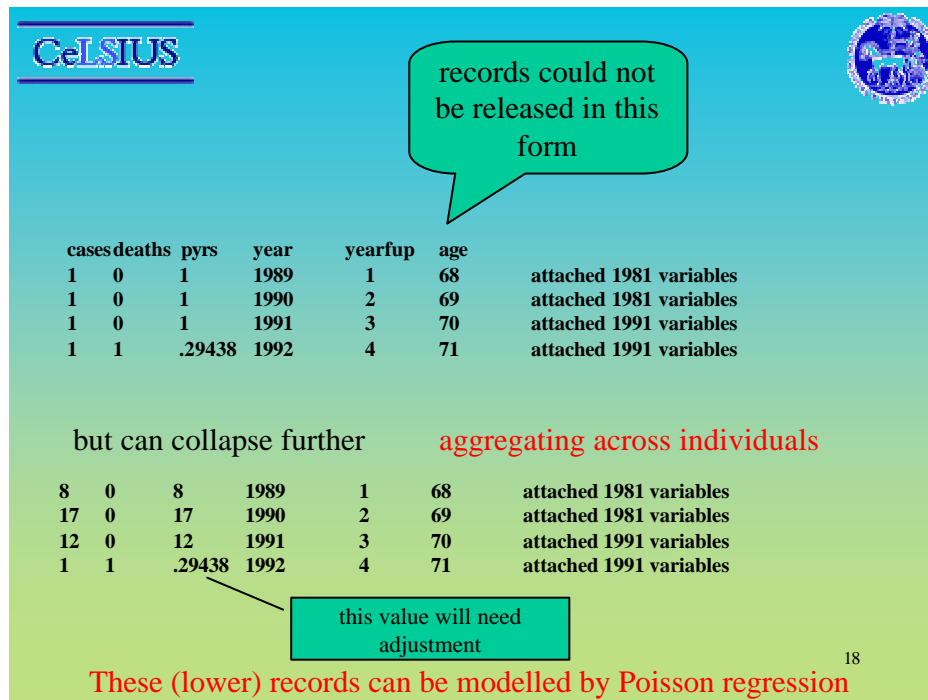 CeLSIUS
records could not
be released in this
form
cases deaths pyrs year yearfup age
1 0 1 1989 1 68 attached 1981 variables
1 0 1 1990 2 69 attached 1981 variables
1 0 1 1991 3 70 attached 1991 variables
1 1 .29438 1992 4 71 attached 1991 variables
but can collapse further aggregating across individuals
8 0 8 1989 1 68 attached 1981 variables
17 0 17 1990 2 69 attached 1981 variables
12 0 12 1991 3 70 attached 1991 variables
1 1 .29438 1992 4 71 attached 1991 variables
this value will need
adjustment
18
These (lower) records can be modelled by Poisson regression